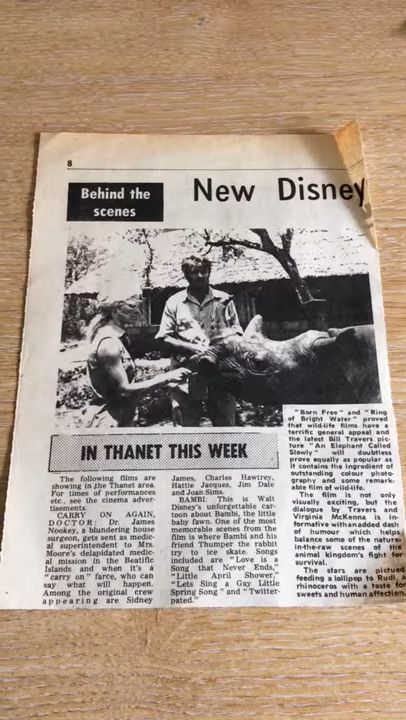 8
Behind the
scenes
New Disney
IN THANET THIS WEEK
The following films are
showing in the Thanet area.
For times of performances
etc., see the cinema adver-
tisements.
CARRY ON AGAIN,
DOCTOR: Dr. James
Nookey, a blundering house
surgeon, gets sent as medic-
al superintendent to Mrs.
Moore's delapidated medic-
al mission in the Beatific
Islands and when it's a
"carry on" farce, who can
say what will happen.
Among the original crew
appearing are Sidney
James, Charles Hawtrey,
Hattie Jacques, Jim Dale
and Joan Sims.
BAMBI: This is Walt
Disney's unforgettable car-
toon about Bambi, the little
baby fawn. One of the most
memorable scenes from the
film is where Bambi and his
friend Thumper the rabbit
try to ice skate. Songs
included are "Love is a
Song that Never Ends,"
"Little April Shower,"
"Lets Sing a Gay Little
Spring Song" and "Twitter-
pated."
"Born Free" and "Ring
of Bright Water" proved
that wild-life films have a
terrific general appeal and
the latest Bill Travers pic-
ture "An Elephant Called
Slowly" will doubtless
prove equally as popular as
it contains the ingredient of
outstanding colour photo-
graphy and some remark-
able film of wild-life.
The film is not only
visually exciting, but the
dialogue by Travers and
Virginia McKenna is in-
formative with an added dash
of humour which helps
balance some of the nature
in-the-raw scenes of the
animal kingdom's fight for
survival.
The stars are pictured
feeding a lollipop to Rudi, a
rhinoceros with a taste for
sweets and human affection.